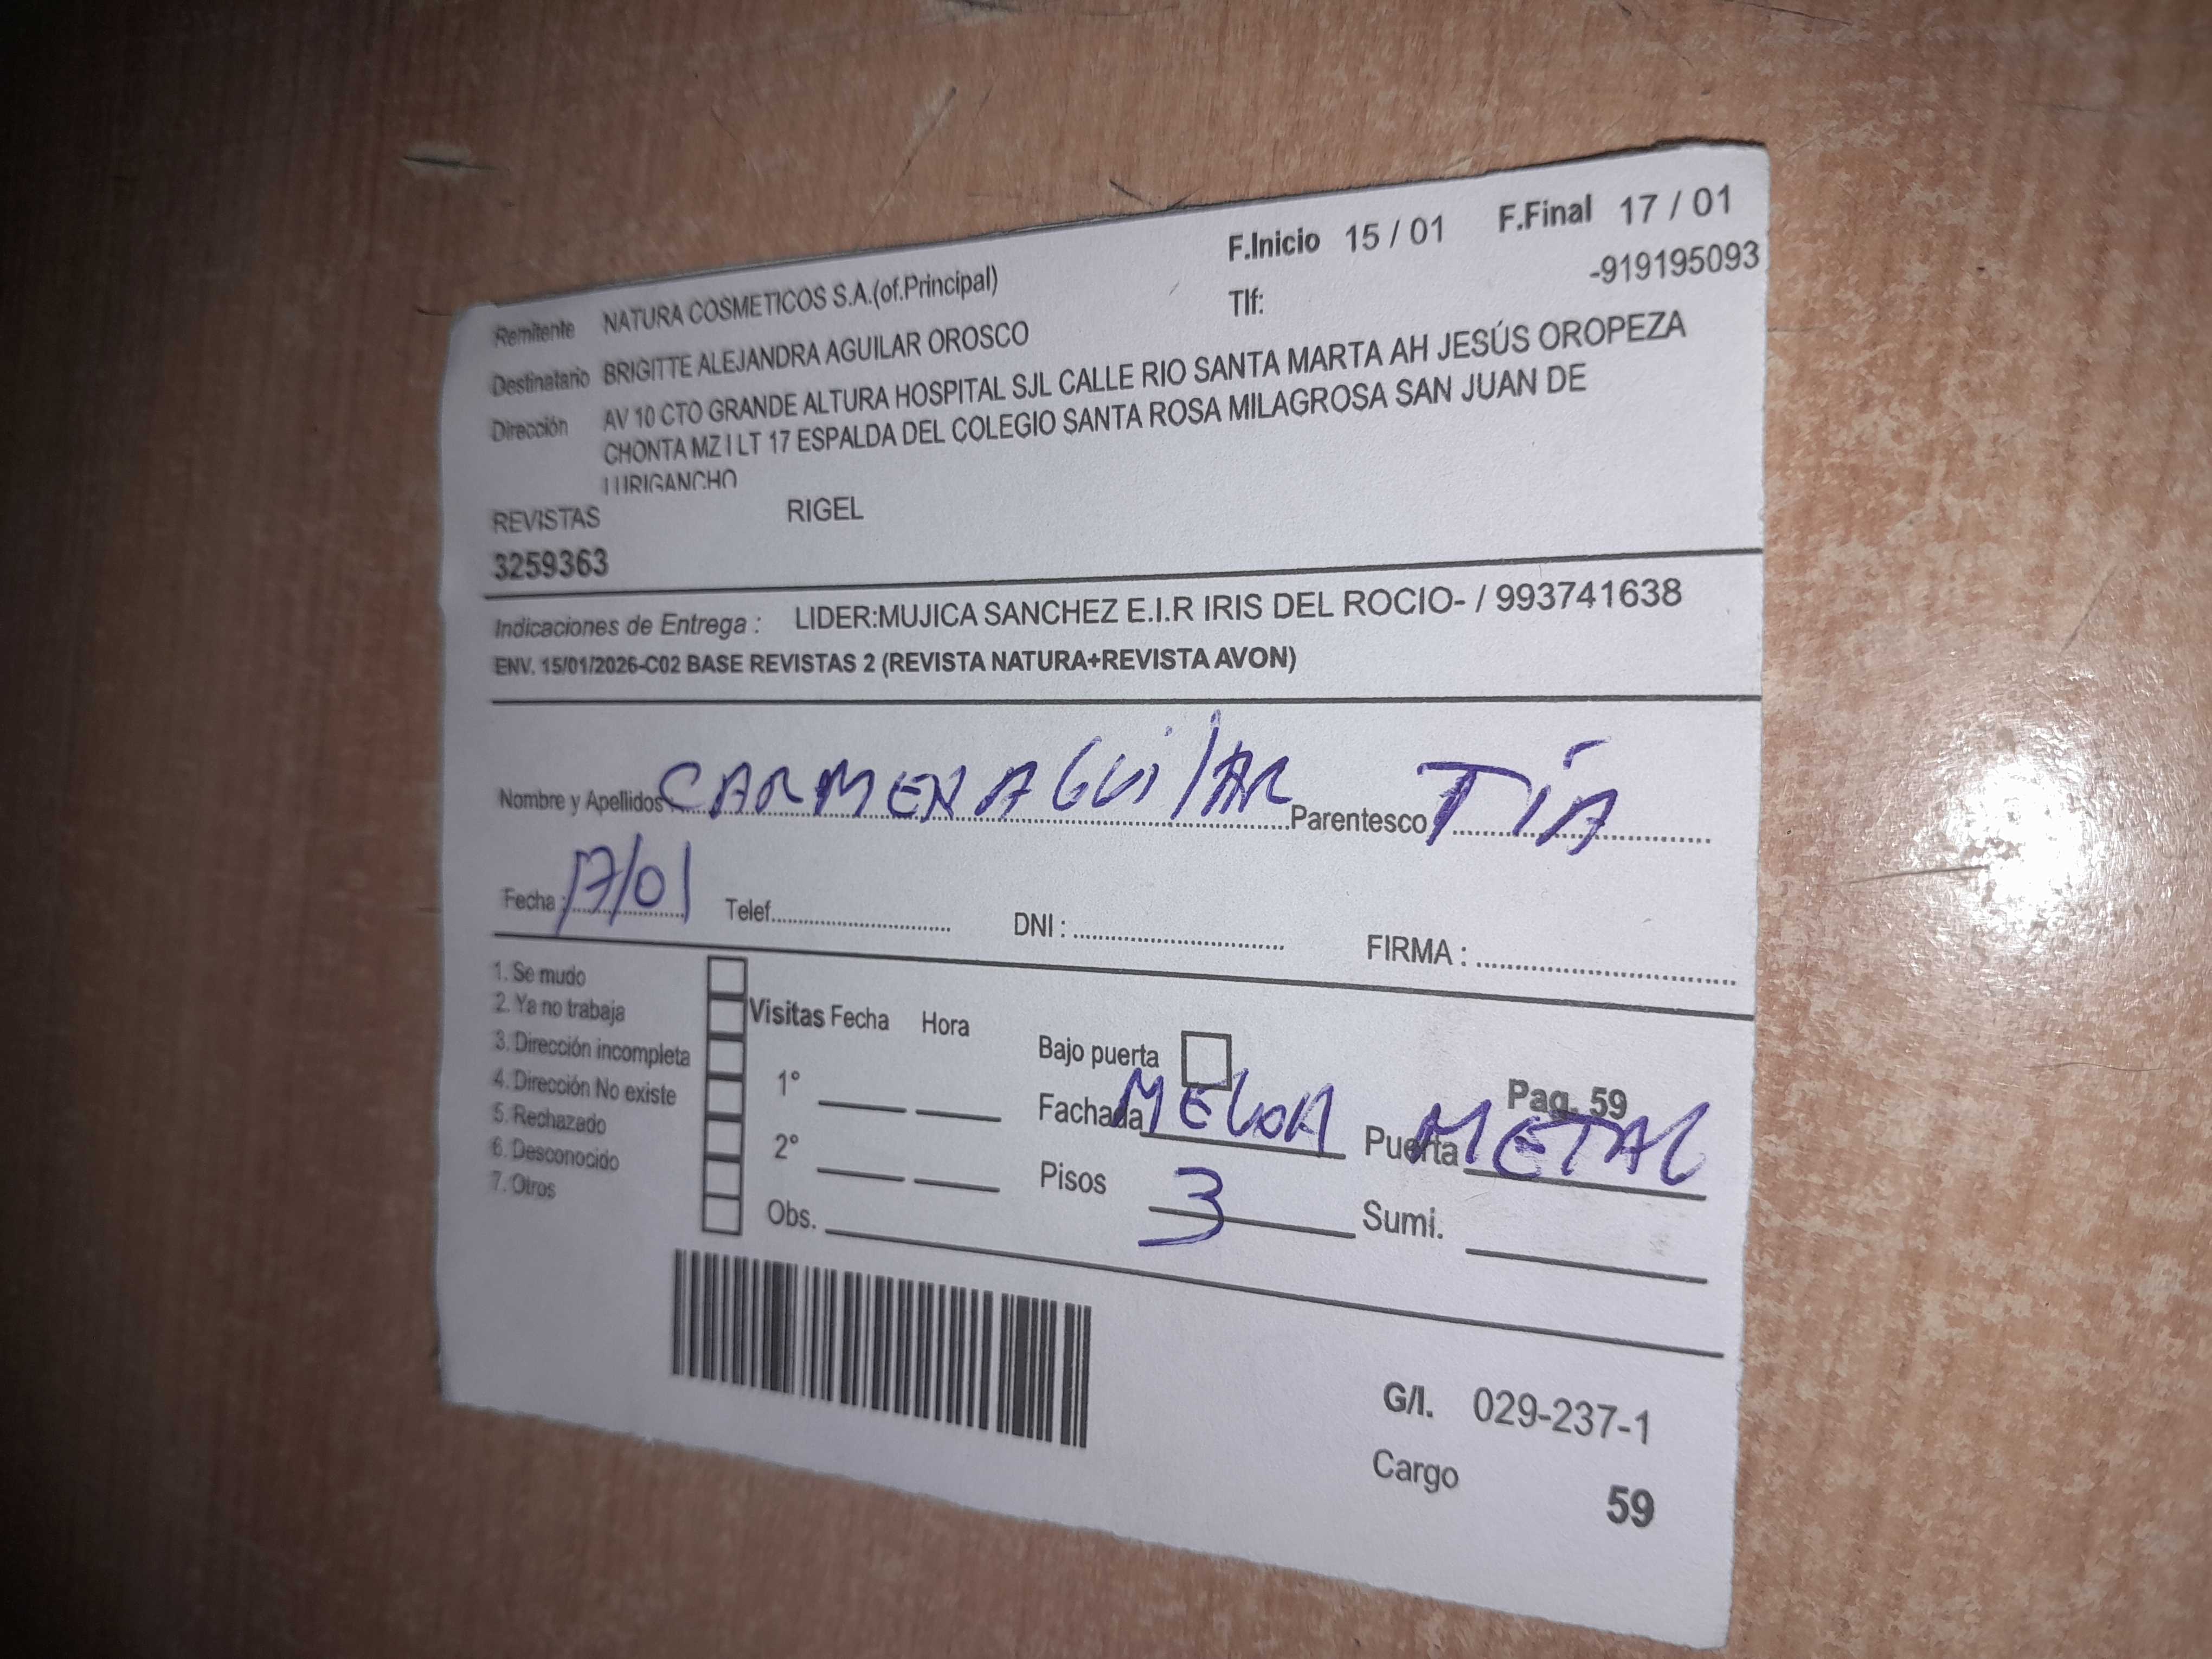 F.Inicio 15 / 01 F.Final 17 / 01
Remitente NATURA COSMETICOS S.A.(of.Principal)
Tlf: -919195093
Destinatario BRIGITTE ALEJANDRA AGUILAR OROSCO
Dirección AV 10 CTO GRANDE ALTURA HOSPITAL SJL CALLE RIO SANTA MARTA AH JESÚS OROPEZA
CHONTA MZ I LT 17 ESPALDA DEL COLEGIO SANTA ROSA MILAGROSA SAN JUAN DE
LURIGANCHO
REVISTAS RIGEL
3259363
Indicaciones de Entrega : LIDER:MUJICA SANCHEZ E.I.R IRIS DEL ROCIO- / 993741638
ENV. 15/01/2026-C02 BASE REVISTAS 2 (REVISTA NATURA+REVISTA AVON)
Nombre y Apellidos CARMEN AGUilAR Parentesco TíA
Fecha : 17/01 Telef. DNI : FIRMA :
1. Se mudo
2. Ya no trabaja
3. Dirección incompleta
4. Dirección No existe
5. Rechazado
6. Desconocido
7. Otros
Visitas Fecha Hora
1°
2°
Obs.
Bajo puerta
Pag. 59
Fachada Puerta METAL
Pisos 3 Sumi.
G/I. 029-237-1
Cargo 59